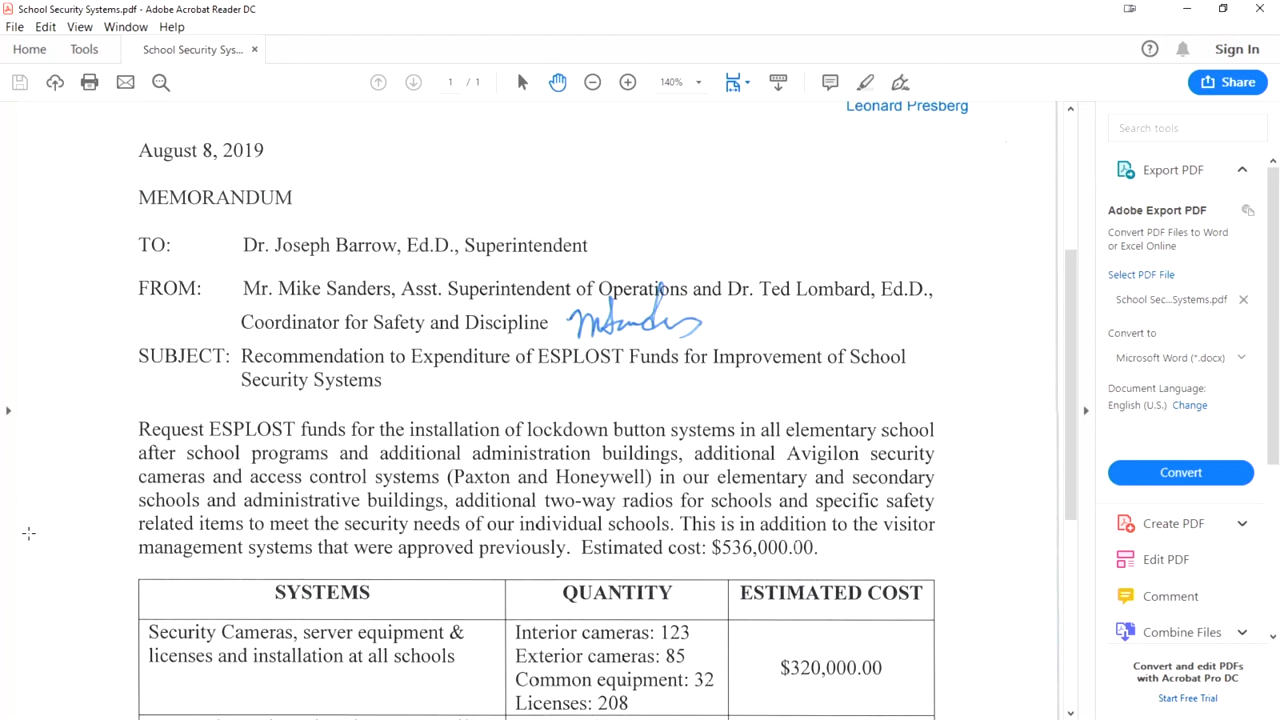 School Security Systems.pdf - Adobe Acrobat Reader DC
File Edit View Window Help
Home Tools School Security Sys... × Sign In
1 / 1 140% Share
Leonard Presberg
August 8, 2019
MEMORANDUM
TO: Dr. Joseph Barrow, Ed.D., Superintendent
FROM: Mr. Mike Sanders, Asst. Superintendent of Operations and Dr. Ted Lombard, Ed.D.,
Coordinator for Safety and Discipline MSanders
SUBJECT: Recommendation to Expenditure of ESPLOST Funds for Improvement of School
Security Systems
Request ESPLOST funds for the installation of lockdown button systems in all elementary school
after school programs and additional administration buildings, additional Avigilon security
cameras and access control systems (Paxton and Honeywell) in our elementary and secondary
schools and administrative buildings, additional two-way radios for schools and specific safety
related items to meet the security needs of our individual schools. This is in addition to the visitor
management systems that were approved previously. Estimated cost: $536,000.00.
SYSTEMS QUANTITY ESTIMATED COST
Security Cameras, server equipment &
licenses and installation at all schools
Interior cameras: 123
Exterior cameras: 85
Common equipment: 32
Licenses: 208
$320,000.00
Search tools
Export PDF
Adobe Export PDF
Convert PDF Files to Word
or Excel Online
Select PDF File
School Sec...Systems.pdf
Convert to
Microsoft Word (*.docx)
Document Language:
English (U.S.) Change
Convert
Create PDF
Edit PDF
Comment
Combine Files
Convert and edit PDFs
with Acrobat Pro DC
Start Free Trial